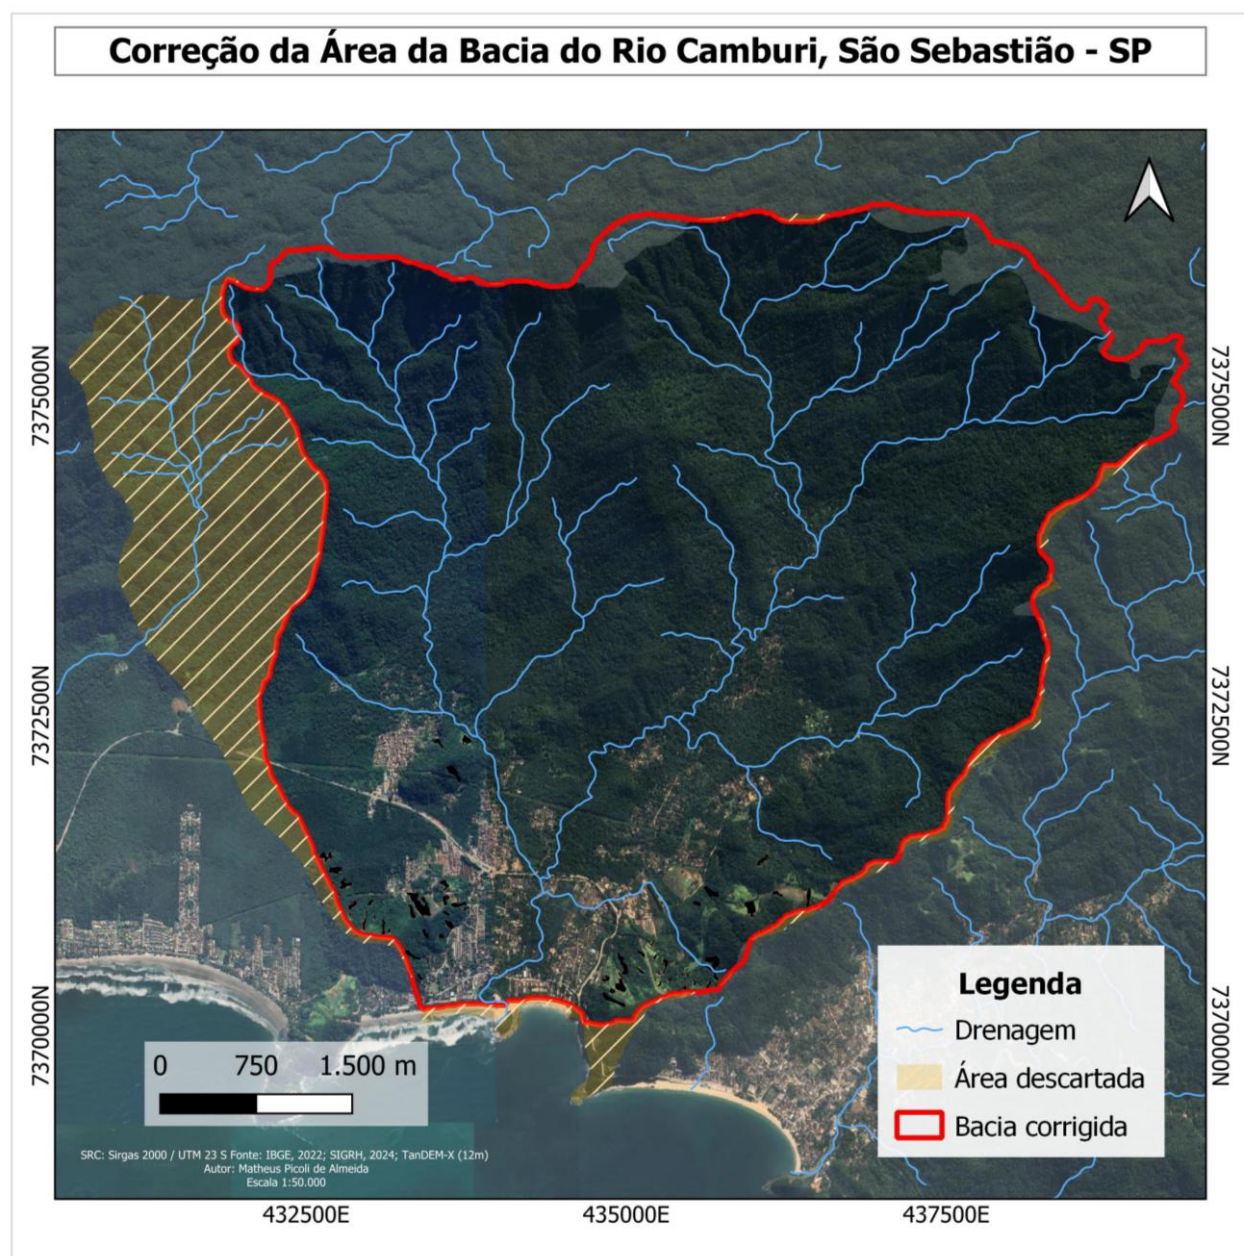 Correção da Área da Bacia do Rio Camburi, São Sebastião - SP
7375000N
7375000N
7372500N
7372500N
7370000N
7370000N
Legenda
Drenagem
Área descartada
Bacia corrigida
0 750 1.500 m
SRC: Sirgas 2000 / UTM 23 S Fonte: IBGE, 2022; SIGRH, 2024; TanDEM-X (12m)
Autor: Matheus Picoli de Almeida
Escala 1:50.000
432500E 435000E 437500E